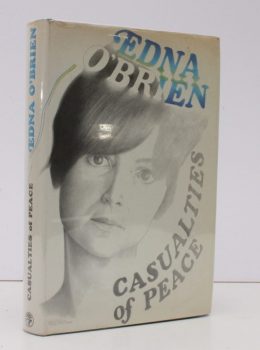 EDNA O'BRIEN
CASUALTIES of PEACE
EDNA
O'BRIEN
CASUALTIES
of PEACE